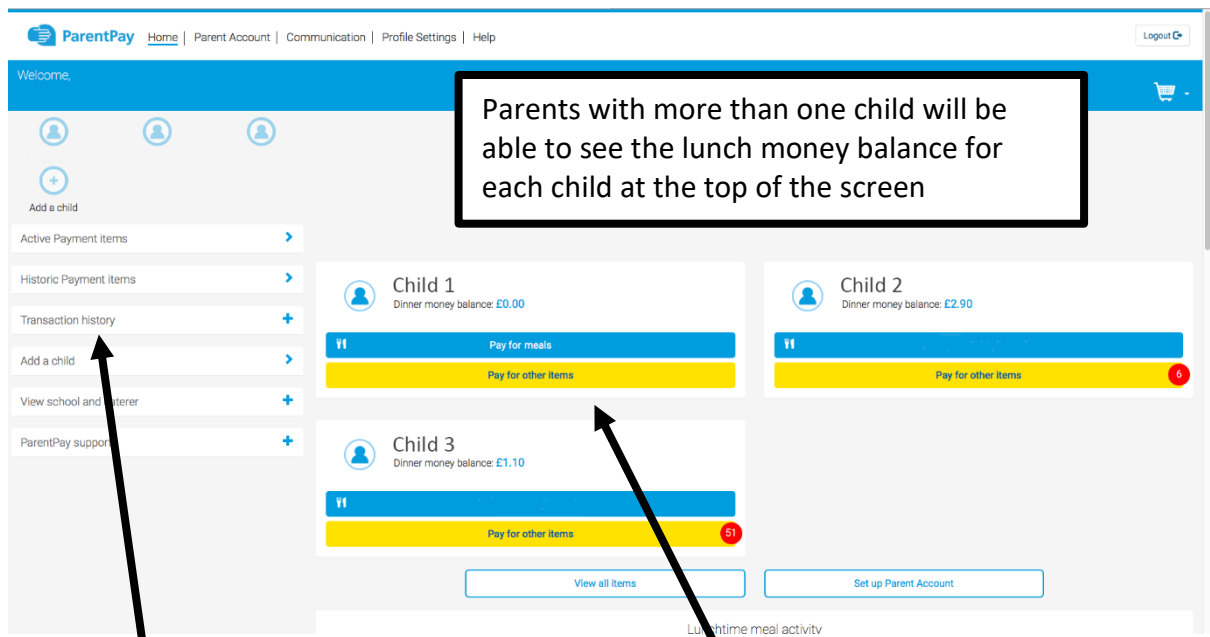 ParentPay Home | Parent Account | Communication | Profile Settings | Help
Logout
Welcome,
Parents with more than one child will be
able to see the lunch money balance for
each child at the top of the screen
Add a child
Active Payment items
Historic Payment items
Transaction history
Add a child
View school and caterer
ParentPay support
Child 1
Dinner money balance: £0.00
Pay for meals
Pay for other items
Child 2
Dinner money balance: £2.90
Pay for other items 6
Child 3
Dinner money balance: £1.10
Pay for other items 51
View all items
Set up Parent Account
Lunchtime meal activity